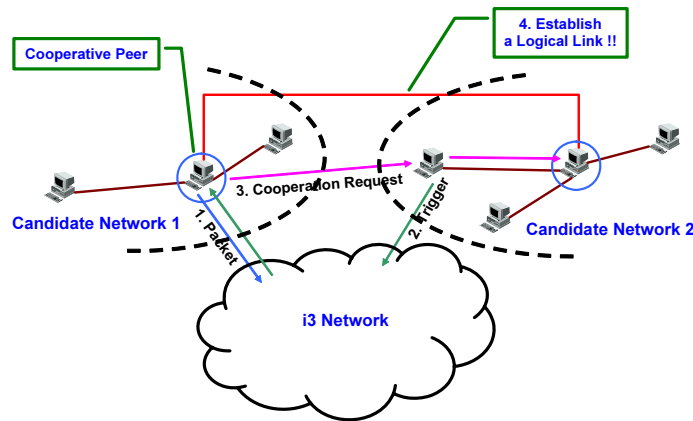 4. Establish
a Logical Link !!
Cooperative Peer
3. Cooperation Request
Candidate Network 1
1. Packet
2. Trigger
Candidate Network 2
i3 Network